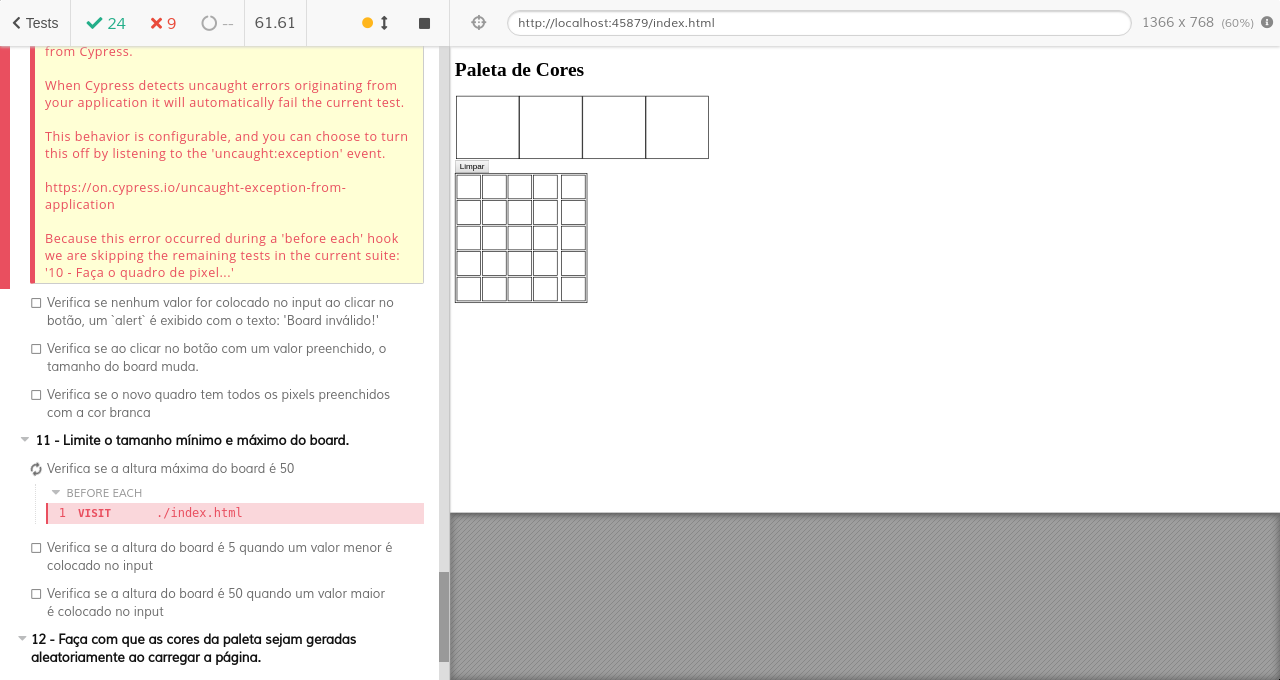 Tests 24 9 -- 61.61
http://localhost:45879/index.html 1366 x 768 (60%)
from Cypress.
When Cypress detects uncaught errors originating from
your application it will automatically fail the current test.
This behavior is configurable, and you can choose to turn
this off by listening to the 'uncaught:exception' event.
https://on.cypress.io/uncaught-exception-from-
application
Because this error occurred during a 'before each' hook
we are skipping the remaining tests in the current suite:
'10 - Faça o quadro de pixel...'
Verifica se nenhum valor for colocado no input ao clicar no
botão, um `alert` é exibido com o texto: 'Board inválido!'
Verifica se ao clicar no botão com um valor preenchido, o
tamanho do board muda.
Verifica se o novo quadro tem todos os pixels preenchidos
com a cor branca
11 - Limite o tamanho mínimo e máximo do board.
Verifica se a altura máxima do board é 50
BEFORE EACH
1 VISIT ./index.html
Verifica se a altura do board é 5 quando um valor menor é
colocado no input
Verifica se a altura do board é 50 quando um valor maior
é colocado no input
12 - Faça com que as cores da paleta sejam geradas
aleatoriamente ao carregar a página.
Paleta de Cores
Limpar